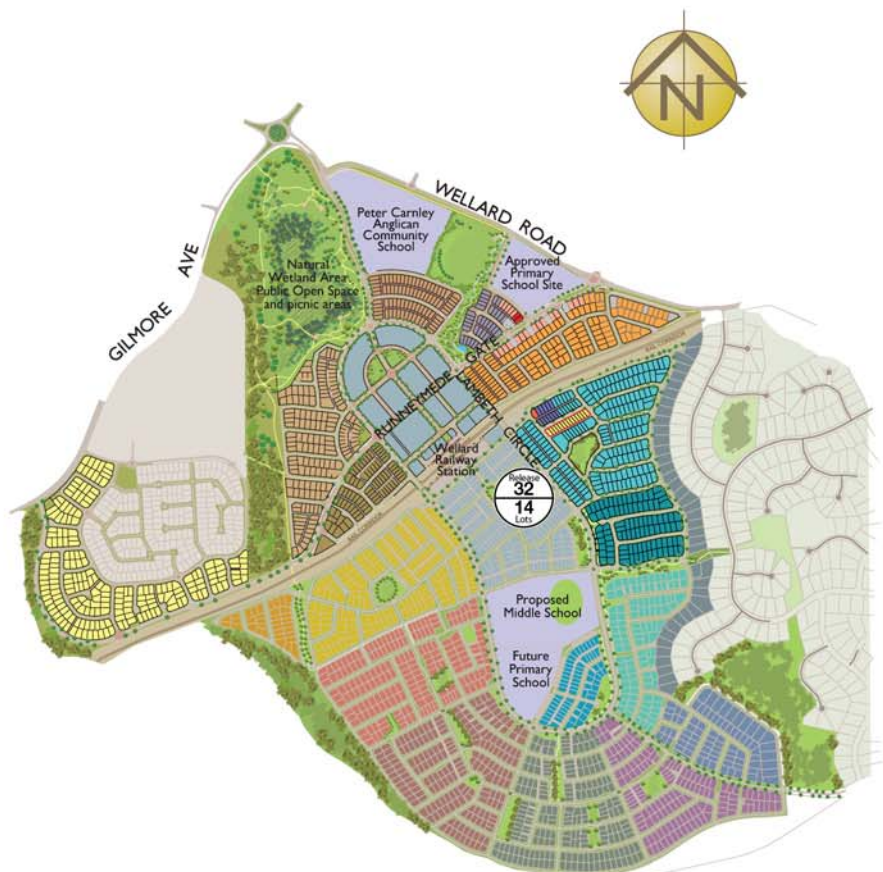 N
WELLARD ROAD
Peter Carnley
Anglican
Community
School
Approved
Primary
School Site
GILMORE AVE
Natural
Wetland Area
Public Open Space
and picnic areas
RUNNEYMEDE GATE
LAMBETH CIRCLE
Wellard
Railway
Station
Release
32
14
Lots
Proposed
Middle School
Future
Primary
School